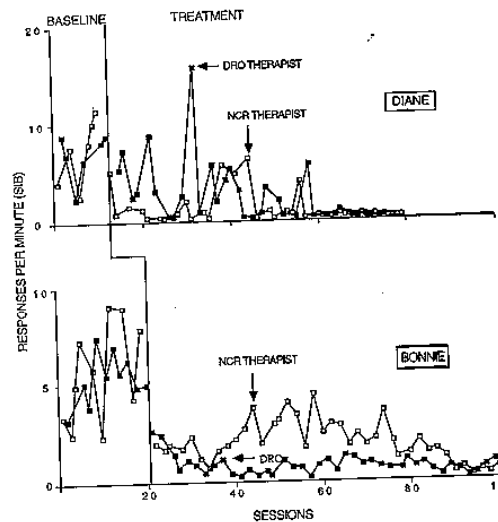 BASELINE TREATMENT
20
DRO THERAPIST
DIANE
NCR THERAPIST
10
0
RESPONSES PER MINUTE (SIB)
10
NCR THERAPIST
BONNIE
5
DRO
0
0 20 40 60 80
SESSIONS